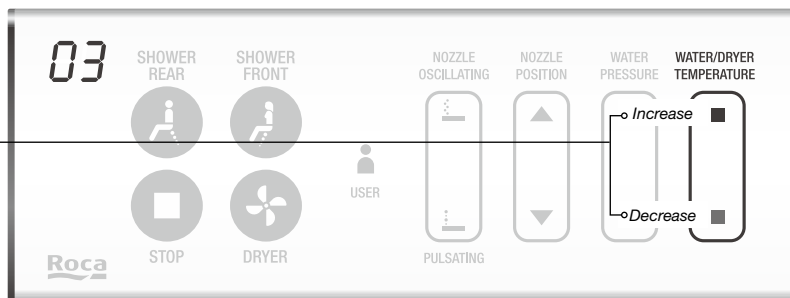 03
SHOWER
REAR
SHOWER
FRONT
NOZZLE
OSCILLATING
NOZZLE
POSITION
WATER
PRESSURE
WATER/DRYER
TEMPERATURE
Increase
USER
Decrease
STOP
DRYER
PULSATING
Roca